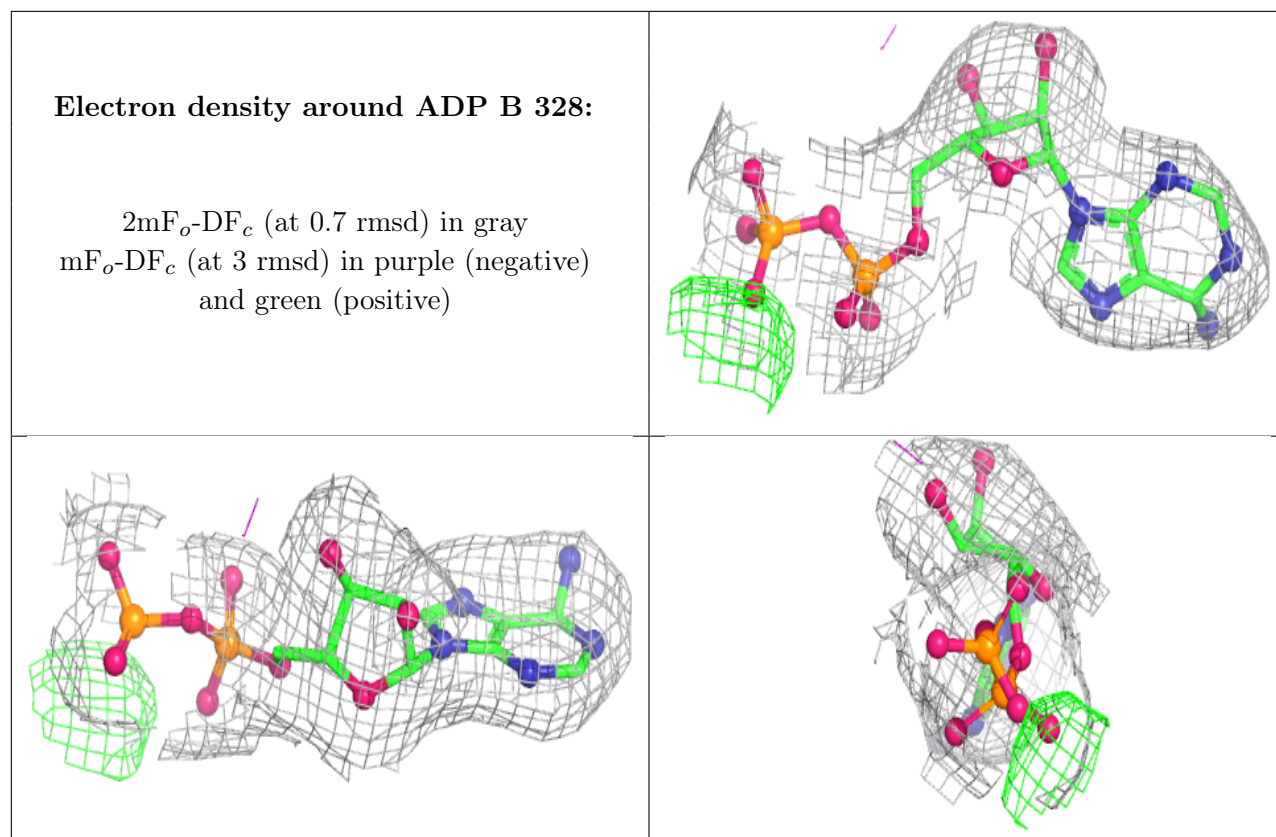 Electron density around ADP B 328:
2mFo-DFc (at 0.7 rmsd) in gray
mFo-DFc (at 3 rmsd) in purple (negative)
and green (positive)